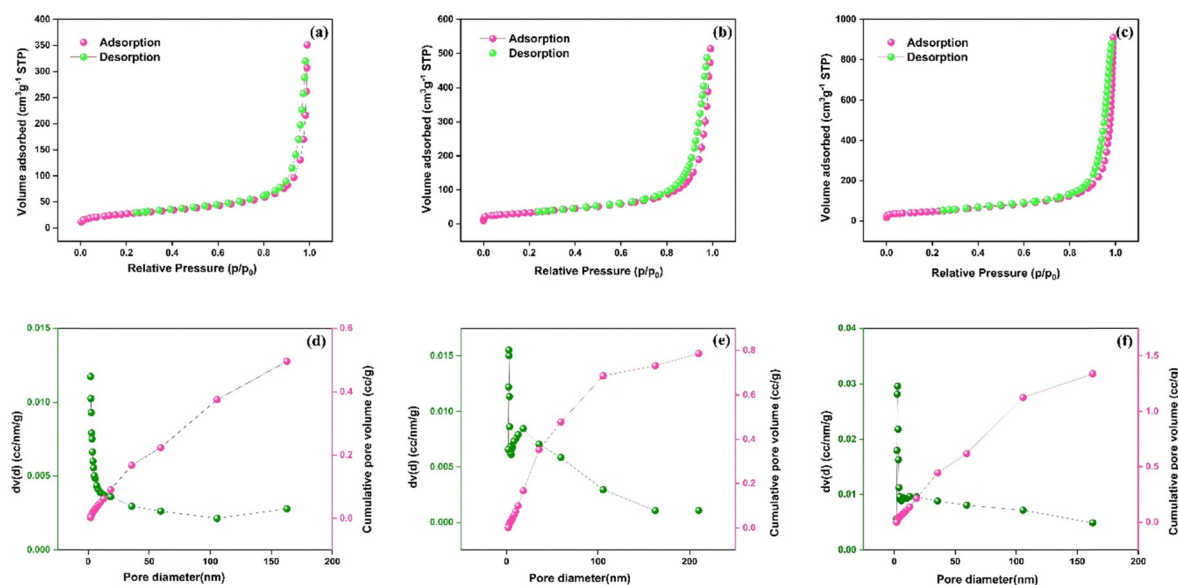 (a)
Adsorption
Desorption
Volume adsorbed (cm³g⁻¹ STP)
400
350
300
250
200
150
100
50
0
0.0 0.2 0.4 0.6 0.8 1.0
Relative Pressure (p/p₀)
(b)
Adsorption
Desorption
Volume adsorbed (cm³g⁻¹ STP)
600
500
400
300
200
100
0
0.0 0.2 0.4 0.6 0.8 1.0
Relative Pressure (p/p₀)
(c)
Adsorption
Desorption
Volume adsorbed (cm³g⁻¹ STP)
1000
800
600
400
200
0
0.0 0.2 0.4 0.6 0.8 1.0
Relative Pressure (p/p₀)
(d)
dv(d) (cc/nm/g)
0.015
0.010
0.005
0.000
0 50 100 150 200
Pore diameter(nm)
0.6
0.4
0.2
0.0
Cumulative pore volume (cc/g)
(e)
dv(d) (cc/nm/g)
0.015
0.010
0.005
0.000
0 100 200
Pore diameter(nm)
0.8
0.6
0.4
0.2
0.0
Cumulative pore volume (cc/g)
(f)
dv(d) (cc/nm/g)
0.04
0.03
0.02
0.01
0.00
0 50 100 150 200
Pore diameter(nm)
1.5
1.0
0.5
0.0
Cumulative pore volume (cc/g)